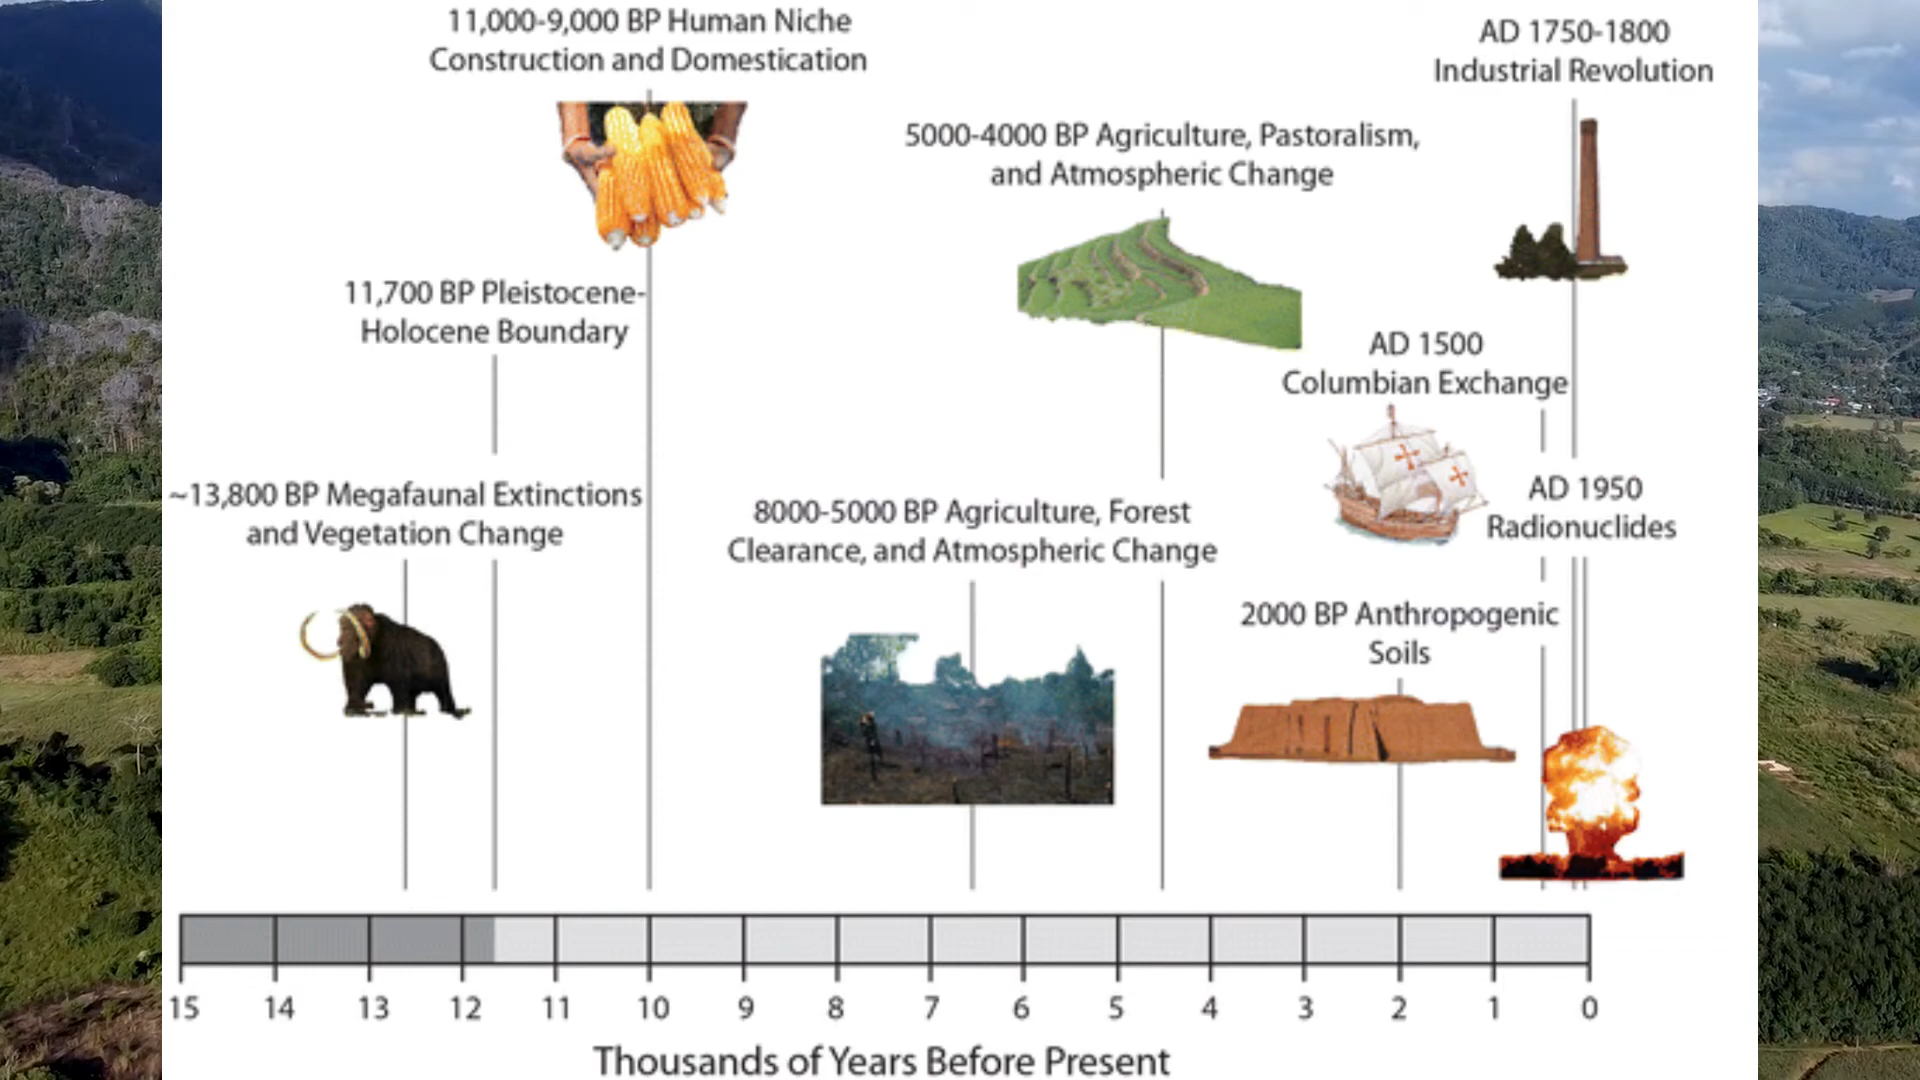 11,000-9,000 BP Human Niche
Construction and Domestication
AD 1750-1800
Industrial Revolution
5000-4000 BP Agriculture, Pastoralism,
and Atmospheric Change
11,700 BP Pleistocene-
Holocene Boundary
AD 1500
Columbian Exchange
~13,800 BP Megafaunal Extinctions
and Vegetation Change
8000-5000 BP Agriculture, Forest
Clearance, and Atmospheric Change
AD 1950
Radionuclides
2000 BP Anthropogenic
Soils
15 14 13 12 11 10 9 8 7 6 5 4 3 2 1 0
Thousands of Years Before Present